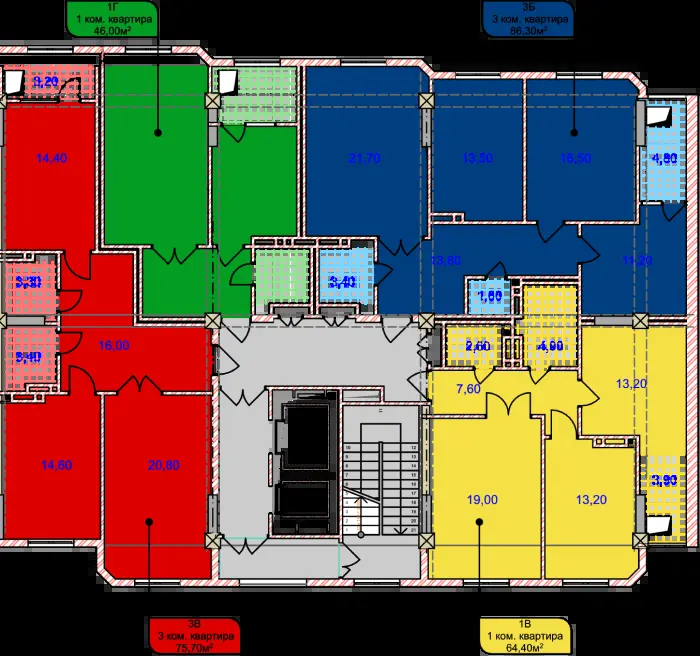 1Г
1 ком. квартира
46,00м²
3Б
3 ком. квартира
86,30м²
3,20
14,40
21,70
13,50
16,50
4,80
13,80
11,20
3,30
3,40
1,60
3,40
16,00
2,60
4,90
7,60
13,20
14,60
20,80
3,90
19,00
13,20
3В
3 ком. квартира
75,70м²
1В
1 ком. квартира
64,40м²